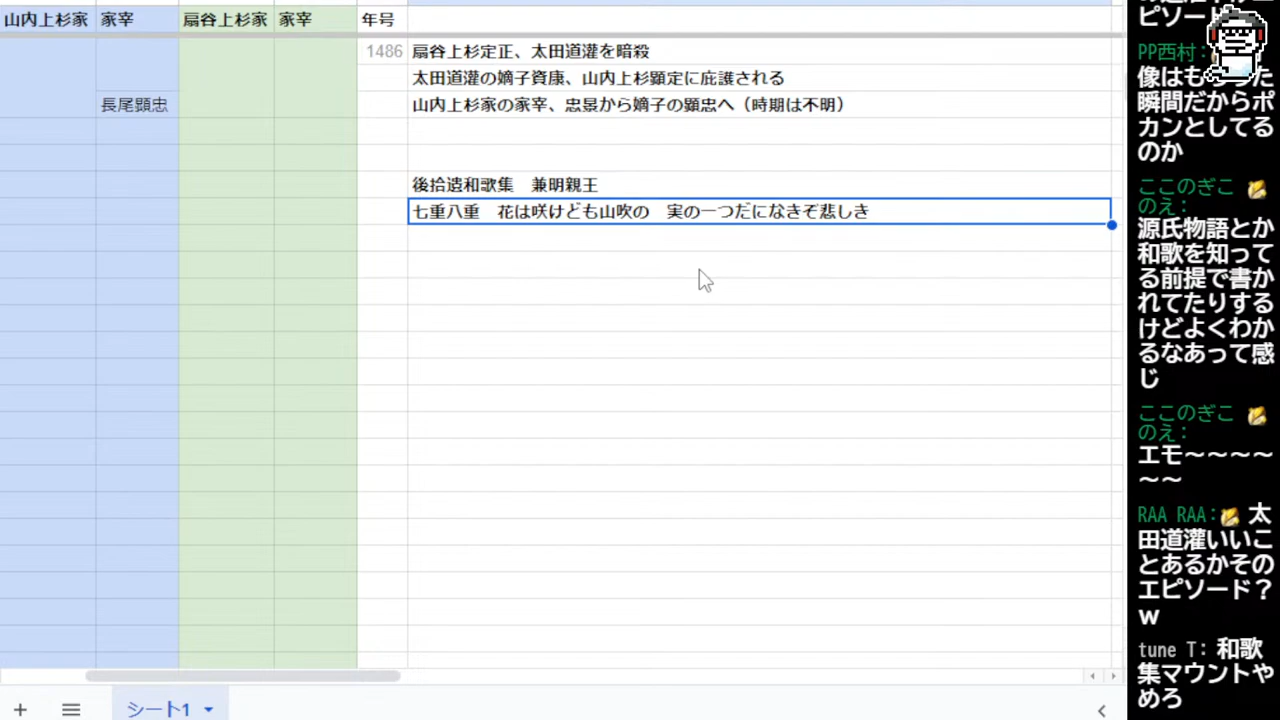 山内上杉家 家宰 扇谷上杉家 家宰 年号
1486 扇谷上杉定正、太田道灌を暗殺
太田道灌の嫡子資康、山内上杉顕定に庇護される
長尾顕忠 山内上杉家の家宰、忠景から嫡子の顕忠へ（時期は不明）
後拾遺和歌集　兼明親王
七重八重　花は咲けども山吹の　実の一つだになきぞ悲しき
シート1
ピソード
PP西村:
像はも
た
瞬間だからポ
カンとしてる
のか
ここのぎこ
のえ:
源氏物語とか
和歌を知って
る前提で書か
れてたりする
けどよくわか
るなあって感
じ
ここのぎこ
のえ:
エモ～～～～
～～
RAA RAA: 太
田道灌いいこ
とあるかその
エピソード？
w
tune T: 和歌
集マウントや
めろ